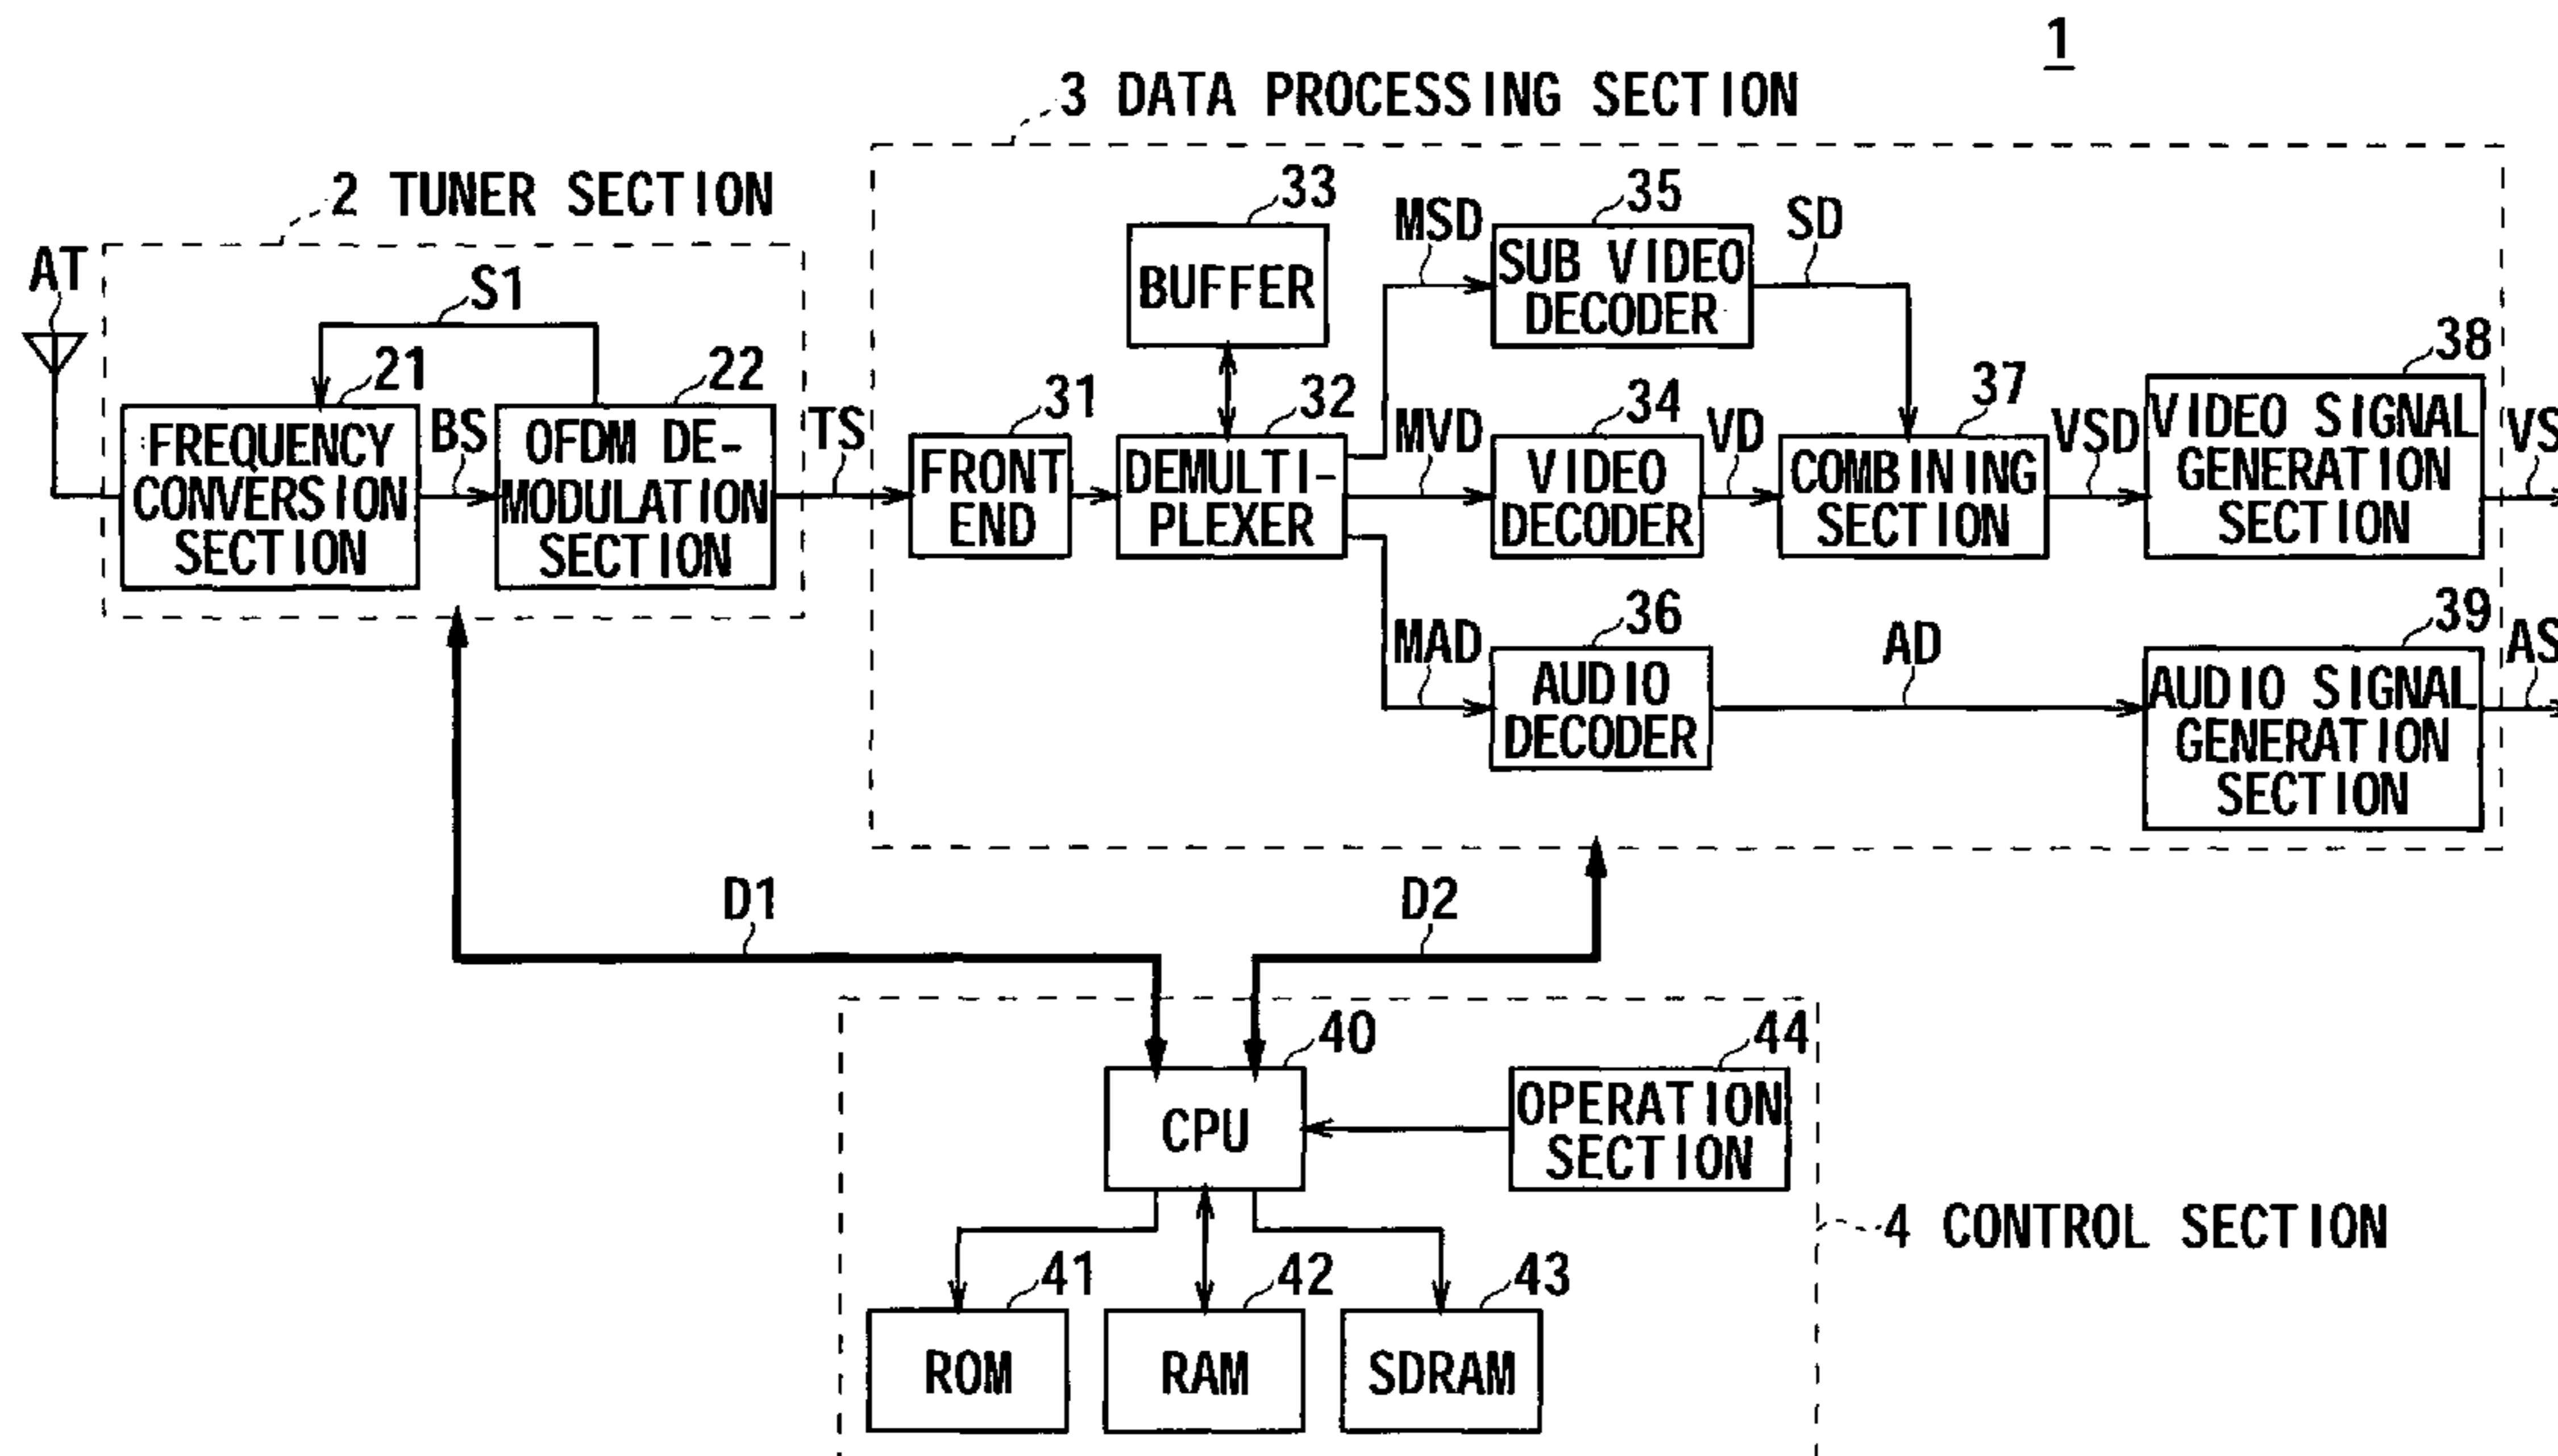 1
3 DATA PROCESSING SECTION
2 TUNER SECTION
AT
S1
21
22
FREQUENCY
CONVERSION
SECTION
BS
OFDM DE-
MODULATION
SECTION
TS
31
FRONT
END
32
DEMULTI-
PLEXER
33
BUFFER
MSD
35
SUB VIDEO
DECODER
SD
MVD
34
VIDEO
DECODER
VD
37
COMBINING
SECTION
VSD
38
VIDEO SIGNAL
GENERATION
SECTION
VS
MAD
36
AUDIO
DECODER
AD
39
AUDIO SIGNAL
GENERATION
SECTION
AS
D1
D2
40
CPU
44
OPERATION
SECTION
4 CONTROL SECTION
41
ROM
42
RAM
43
SDRAM